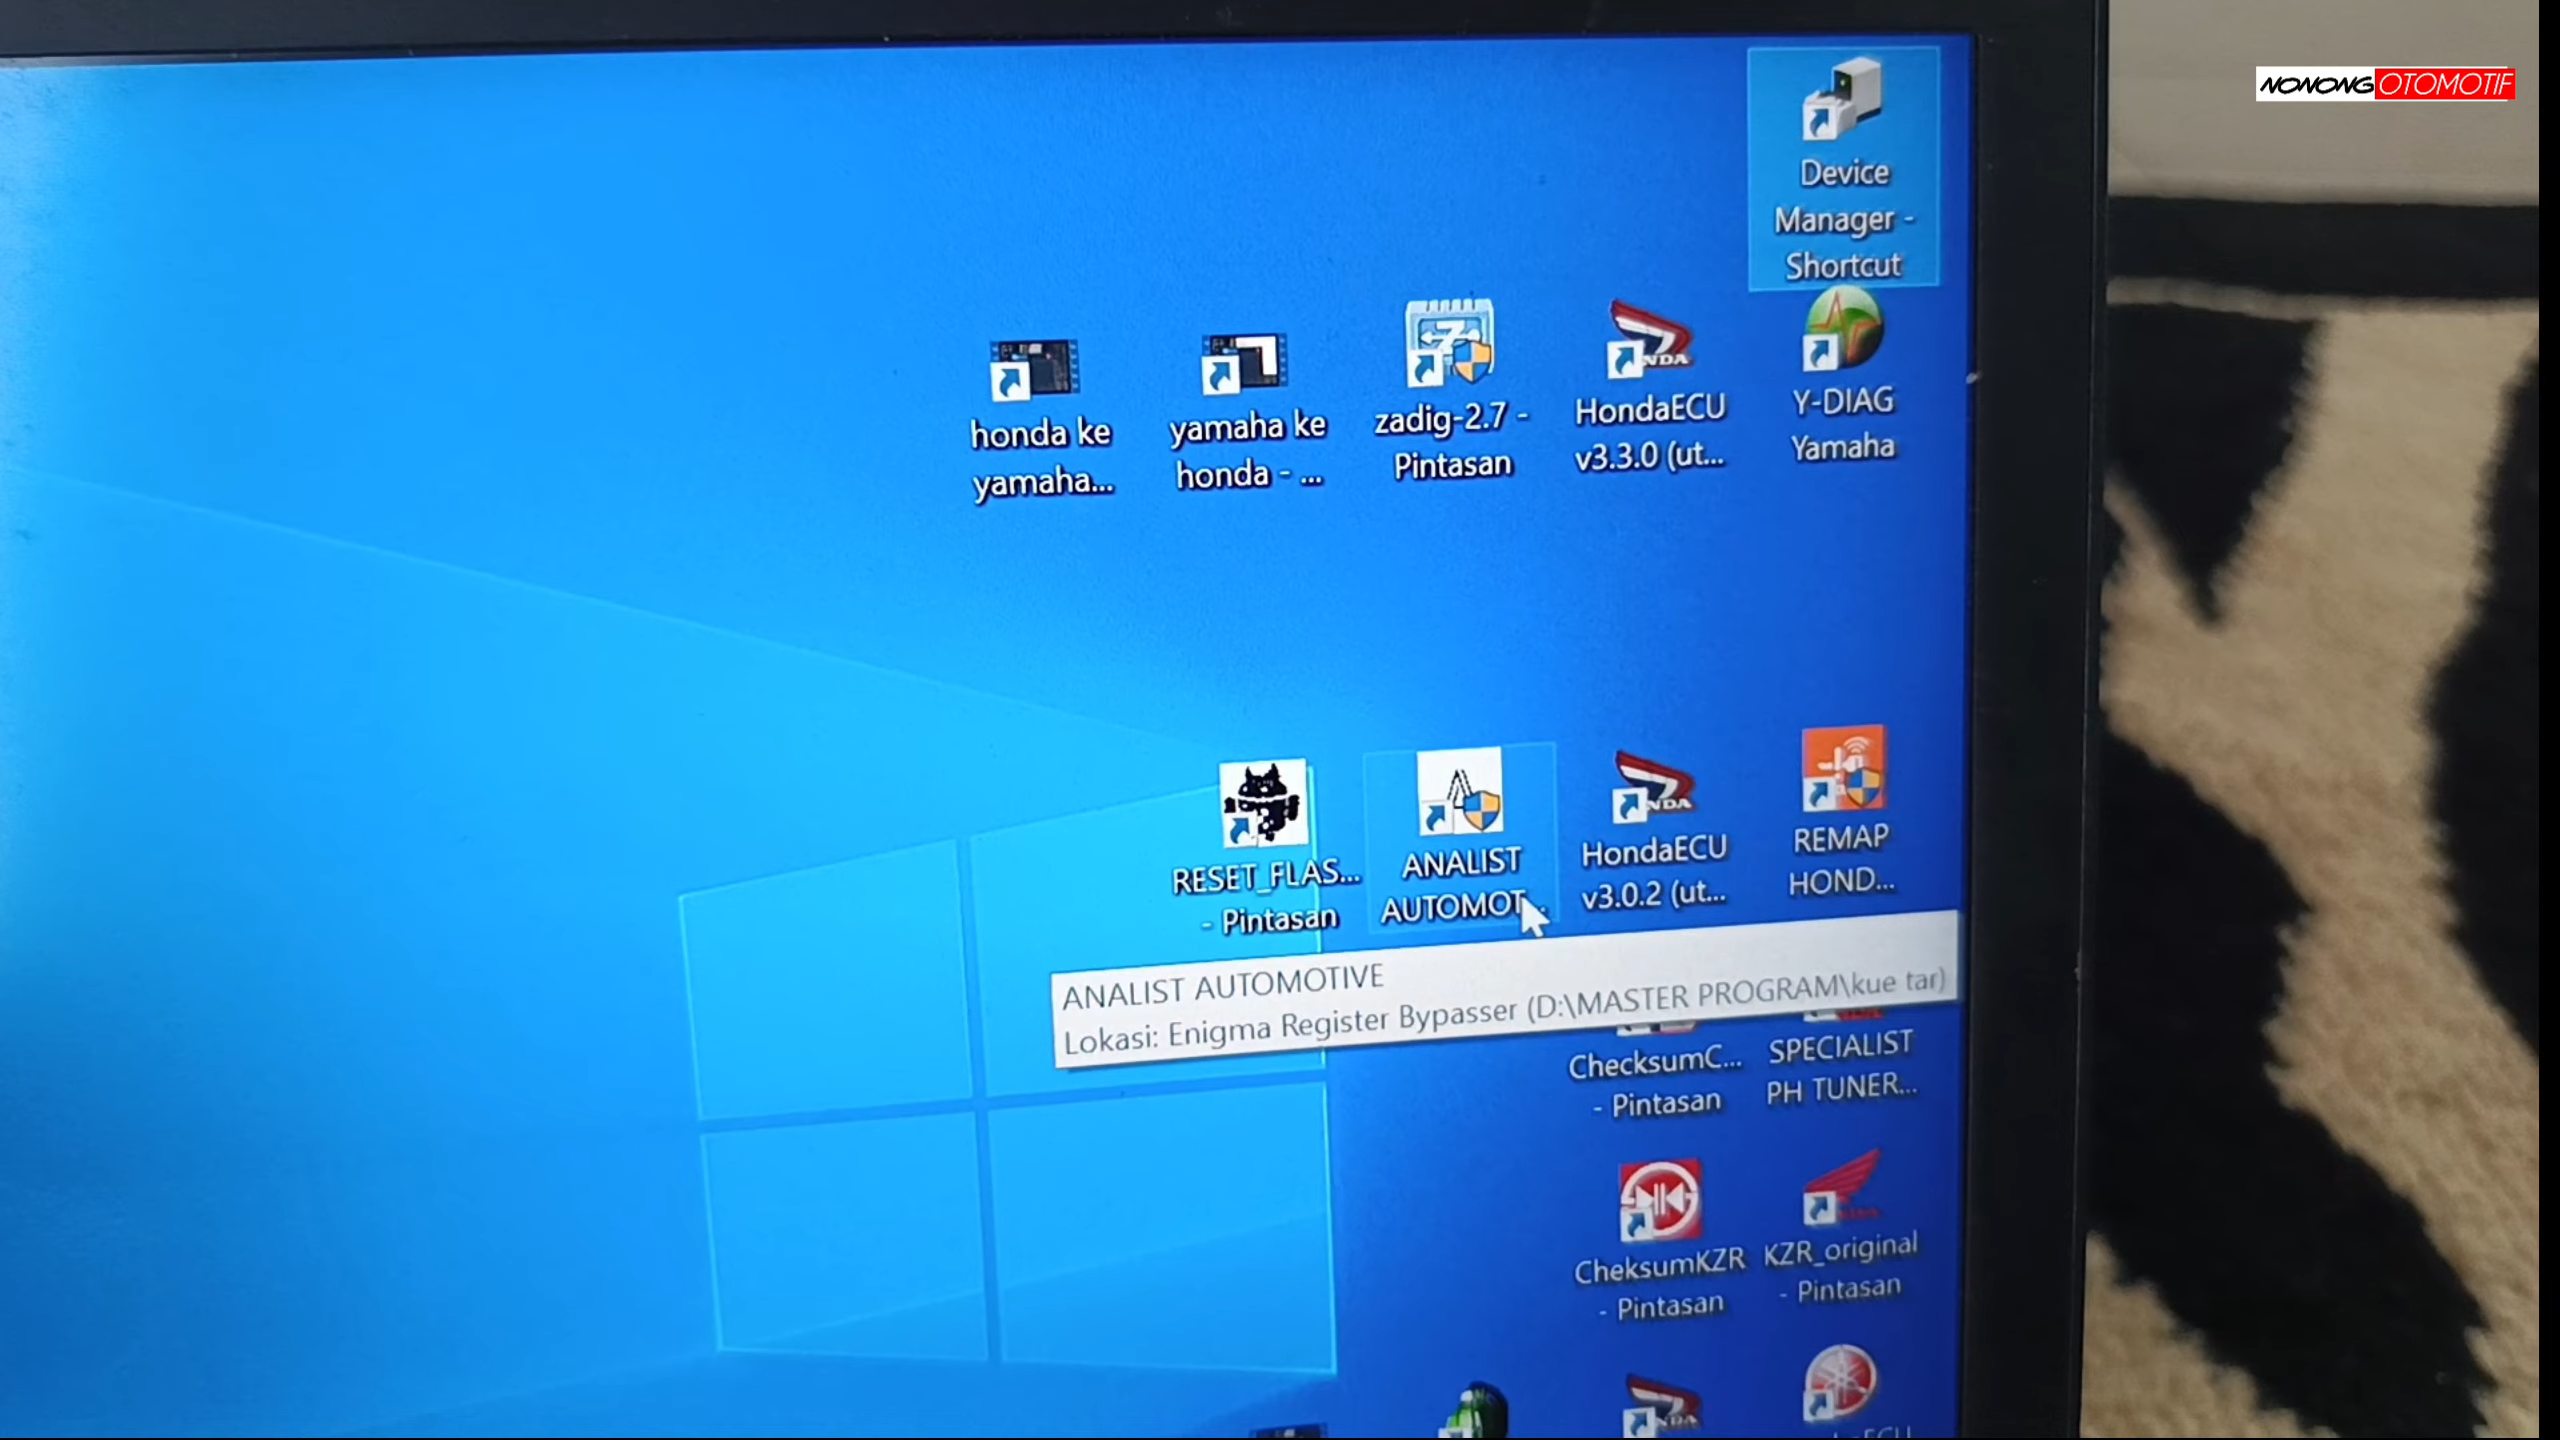 NONONG OTOMOTIF
Device
Manager -
Shortcut
honda ke
yamaha...
yamaha ke
honda - ...
zadig-2.7 -
Pintasan
HondaECU
v3.3.0 (ut...
Y-DIAG
Yamaha
RESET_FLAS...
- Pintasan
ANALIST
AUTOMOT...
HondaECU
v3.0.2 (ut...
REMAP
HOND...
ANALIST AUTOMOTIVE
Lokasi: Enigma Register Bypasser (D:\MASTER PROGRAM\kue tar)
ChecksumC...
- Pintasan
SPECIALIST
PH TUNER...
CheksumKZR
- Pintasan
KZR_original
- Pintasan